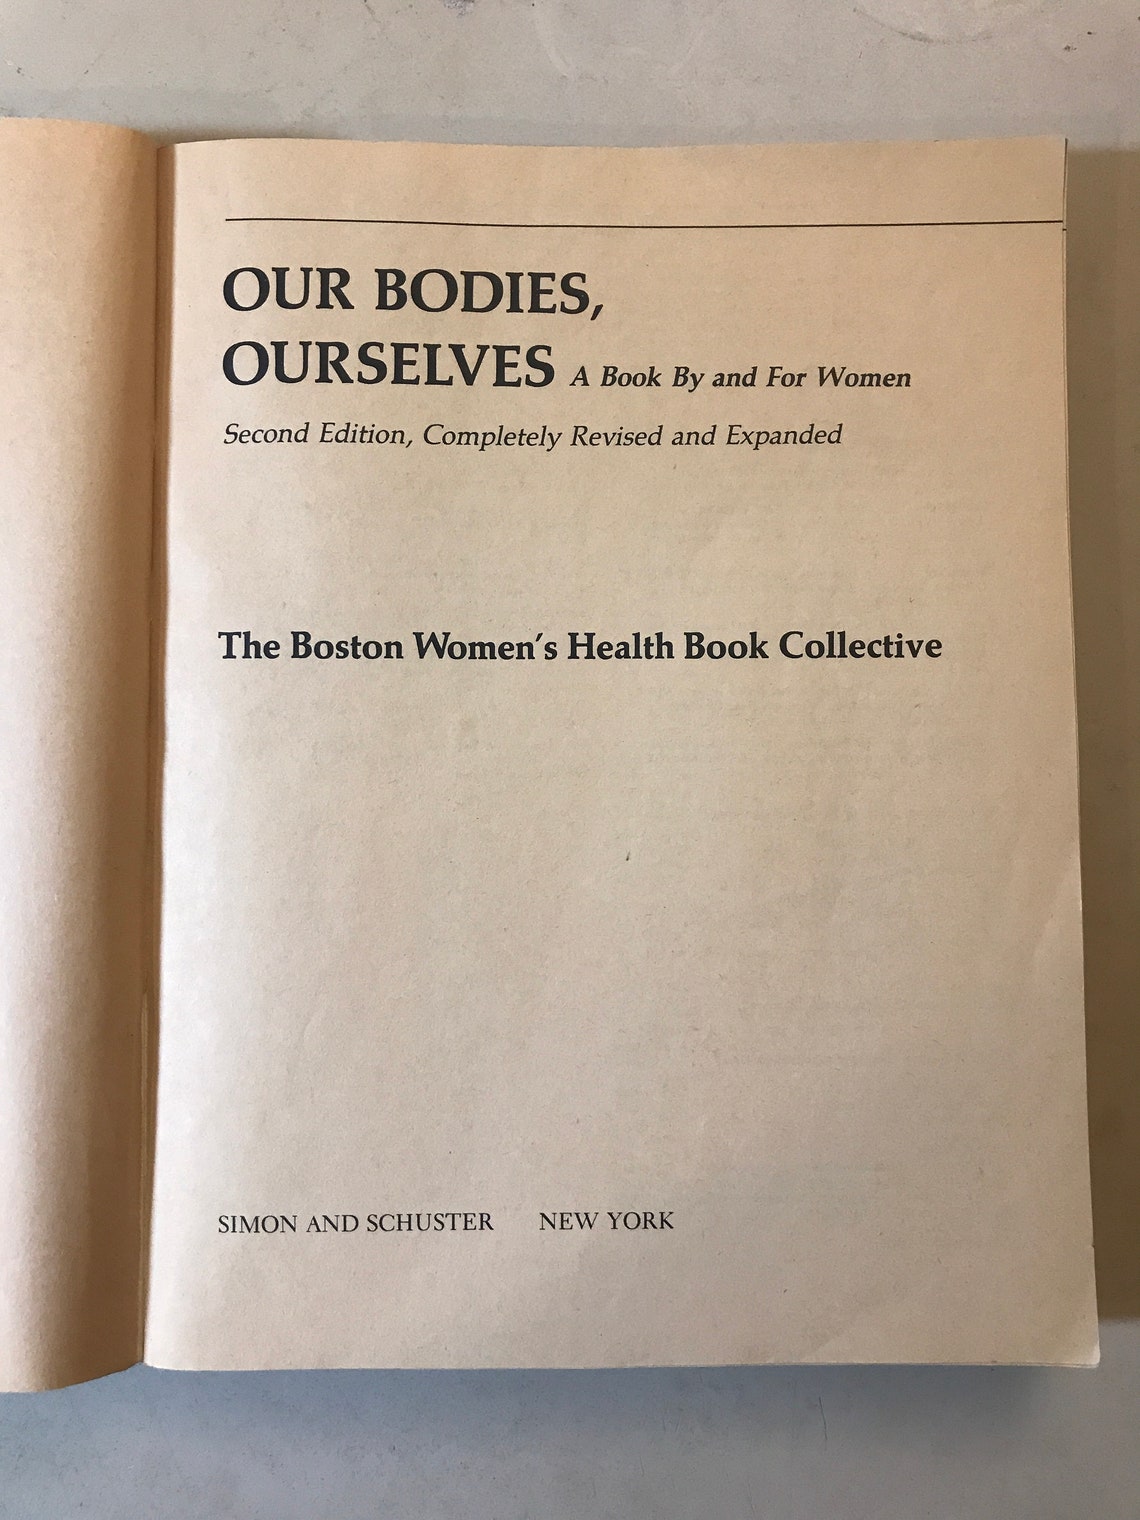 OUR BODIES,
OURSELVES A Book By and For Women
Second Edition, Completely Revised and Expanded
The Boston Women's Health Book Collective
SIMON AND SCHUSTER NEW YORK